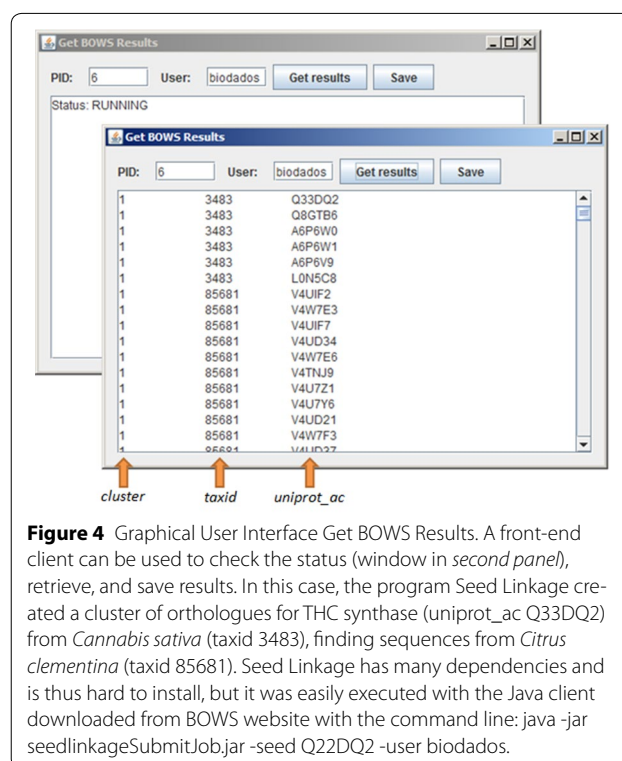 Get BOWS Results
PID: 6 User: biodados Get results Save
Status: RUNNING
Get BOWS Results
PID: 6 User: biodados Get results Save
1 3483 Q33DQ2
1 3483 Q8GTB6
1 3483 A6P6W0
1 3483 A6P6W1
1 3483 A6P6V9
1 3483 L0N5C8
1 85681 V4UIF2
1 85681 V4W7E3
1 85681 V4UIF7
1 85681 V4UD34
1 85681 V4W7E6
1 85681 V4TNJ9
1 85681 V4U7Z1
1 85681 V4U7Y6
1 85681 V4UD21
1 85681 V4W7F3
1 85681 V4UD37
cluster taxid uniprot_ac
Figure 4 Graphical User Interface Get BOWS Results. A front-end
client can be used to check the status (window in second panel),
retrieve, and save results. In this case, the program Seed Linkage cre-
ated a cluster of orthologues for THC synthase (uniprot_ac Q33DQ2)
from Cannabis sativa (taxid 3483), finding sequences from Citrus
clementina (taxid 85681). Seed Linkage has many dependencies and
is thus hard to install, but it was easily executed with the Java client
downloaded from BOWS website with the command line: java -jar
seedlinkageSubmitJob.jar -seed Q22DQ2 -user biodados.